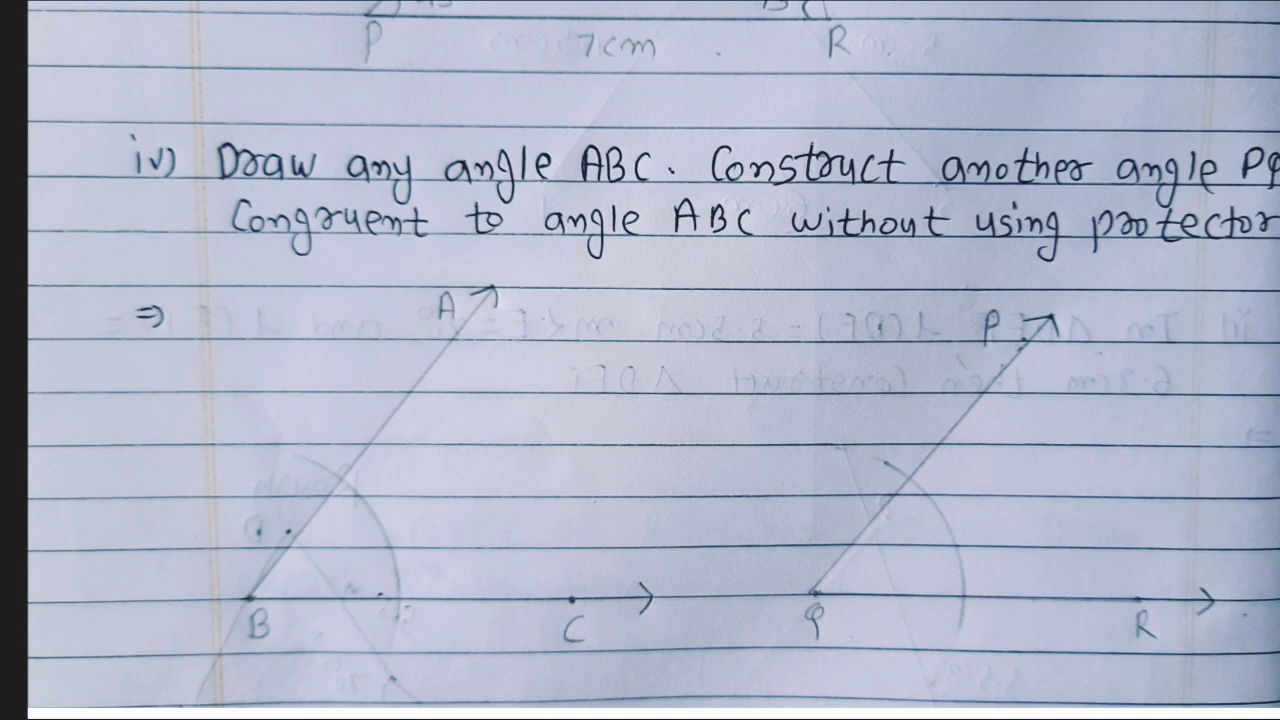 P 7cm R
iv) Draw any angle ABC. Construct another angle PQ
Congruent to angle ABC without using protector
⇒ A P
B C Q R